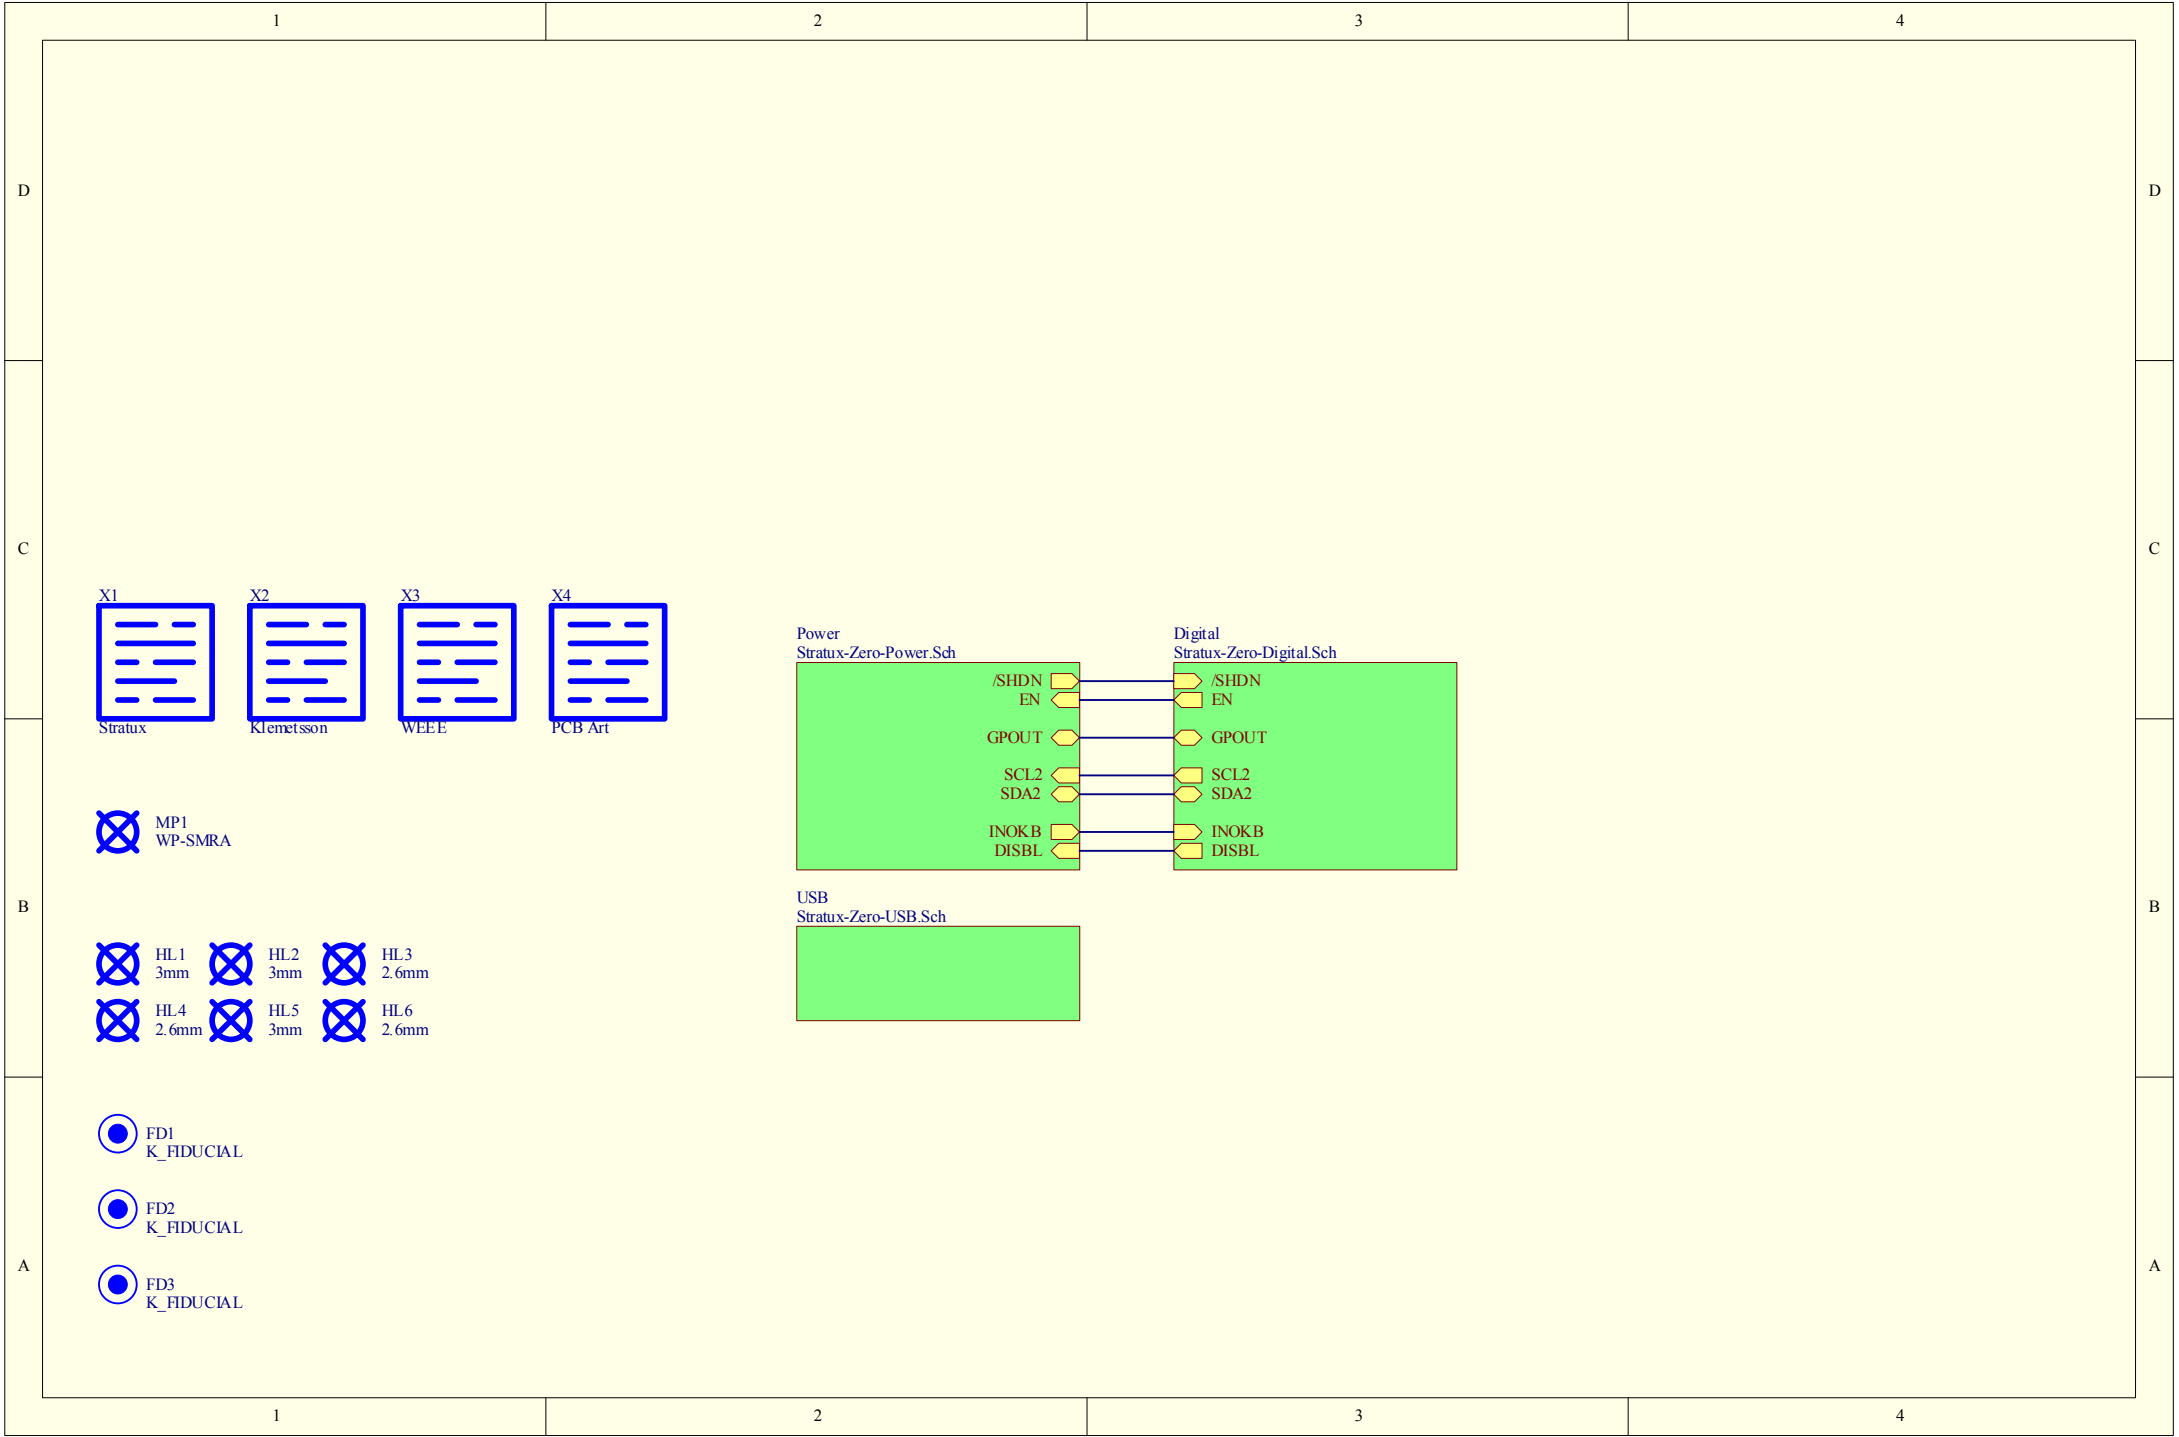 1 2 3 4
D D
C C
X1 X2 X3 X4
Stratux Klemetsson WEEE PCB Art
Power
Stratux-Zero-Power.Sch
/SHDN
EN
GPOUT
SCL2
SDA2
INOKB
DISBL
Digital
Stratux-Zero-Digital.Sch
/SHDN
EN
GPOUT
SCL2
SDA2
INOKB
DISBL
MP1
WP-SMRA
B B
USB
Stratux-Zero-USB.Sch
HL1 HL2 HL3
3mm 3mm 2.6mm
HL4 HL5 HL6
2.6mm 3mm 2.6mm
FD1
K_FIDUCIAL
FD2
K_FIDUCIAL
A A
FD3
K_FIDUCIAL
1 2 3 4